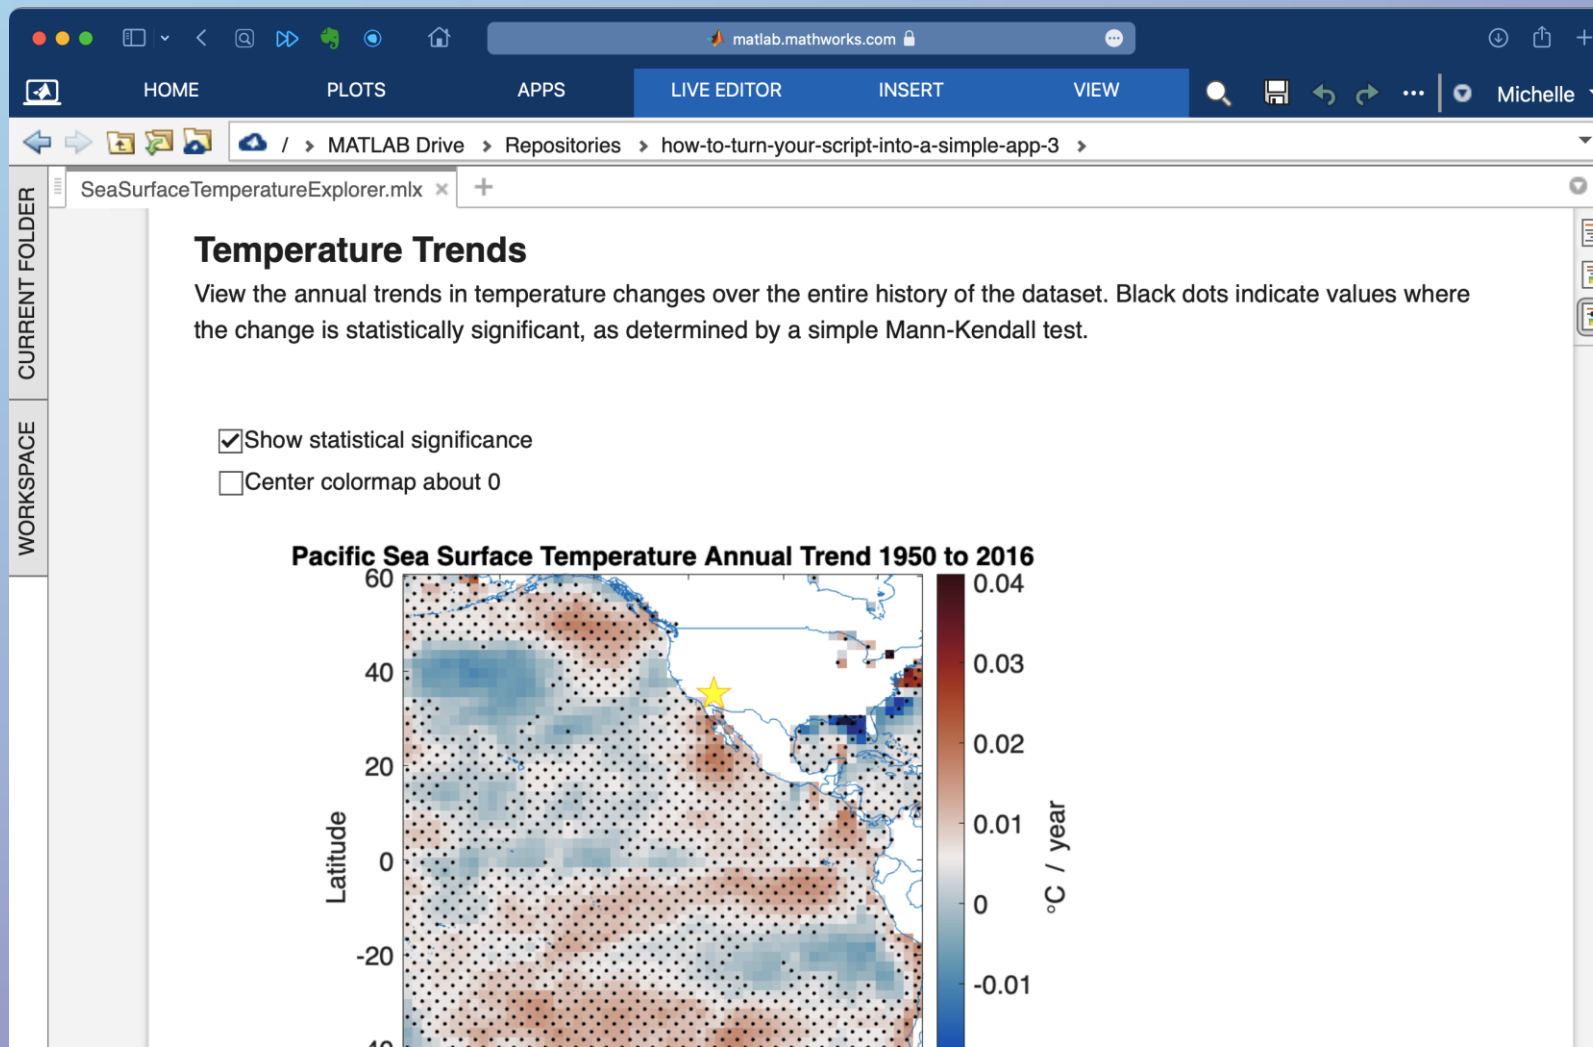 matlab.mathworks.com
HOME PLOTS APPS LIVE EDITOR INSERT VIEW Michelle
/ > MATLAB Drive > Repositories > how-to-turn-your-script-into-a-simple-app-3 >
SeaSurfaceTemperatureExplorer.mlx × +
CURRENT FOLDER
WORKSPACE
Temperature Trends
View the annual trends in temperature changes over the entire history of the dataset. Black dots indicate values where
the change is statistically significant, as determined by a simple Mann-Kendall test.
Show statistical significance
Center colormap about 0
Pacific Sea Surface Temperature Annual Trend 1950 to 2016
60
40
20
0
-20
Latitude
0.04
0.03
0.02
0.01
0
-0.01
°C / year